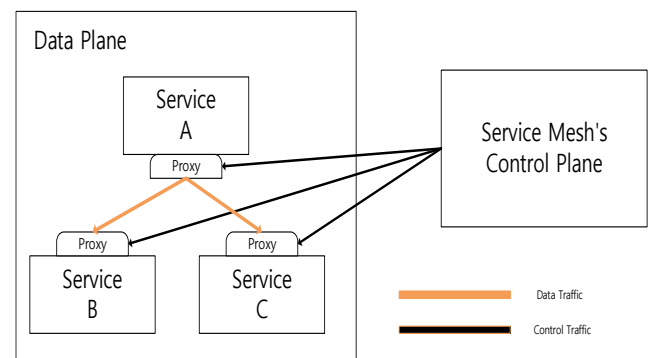 Data Plane
Service
A
Proxy
Service Mesh's
Control Plane
Proxy
Proxy
Service
B
Service
C
Data Traffic
Control Traffic